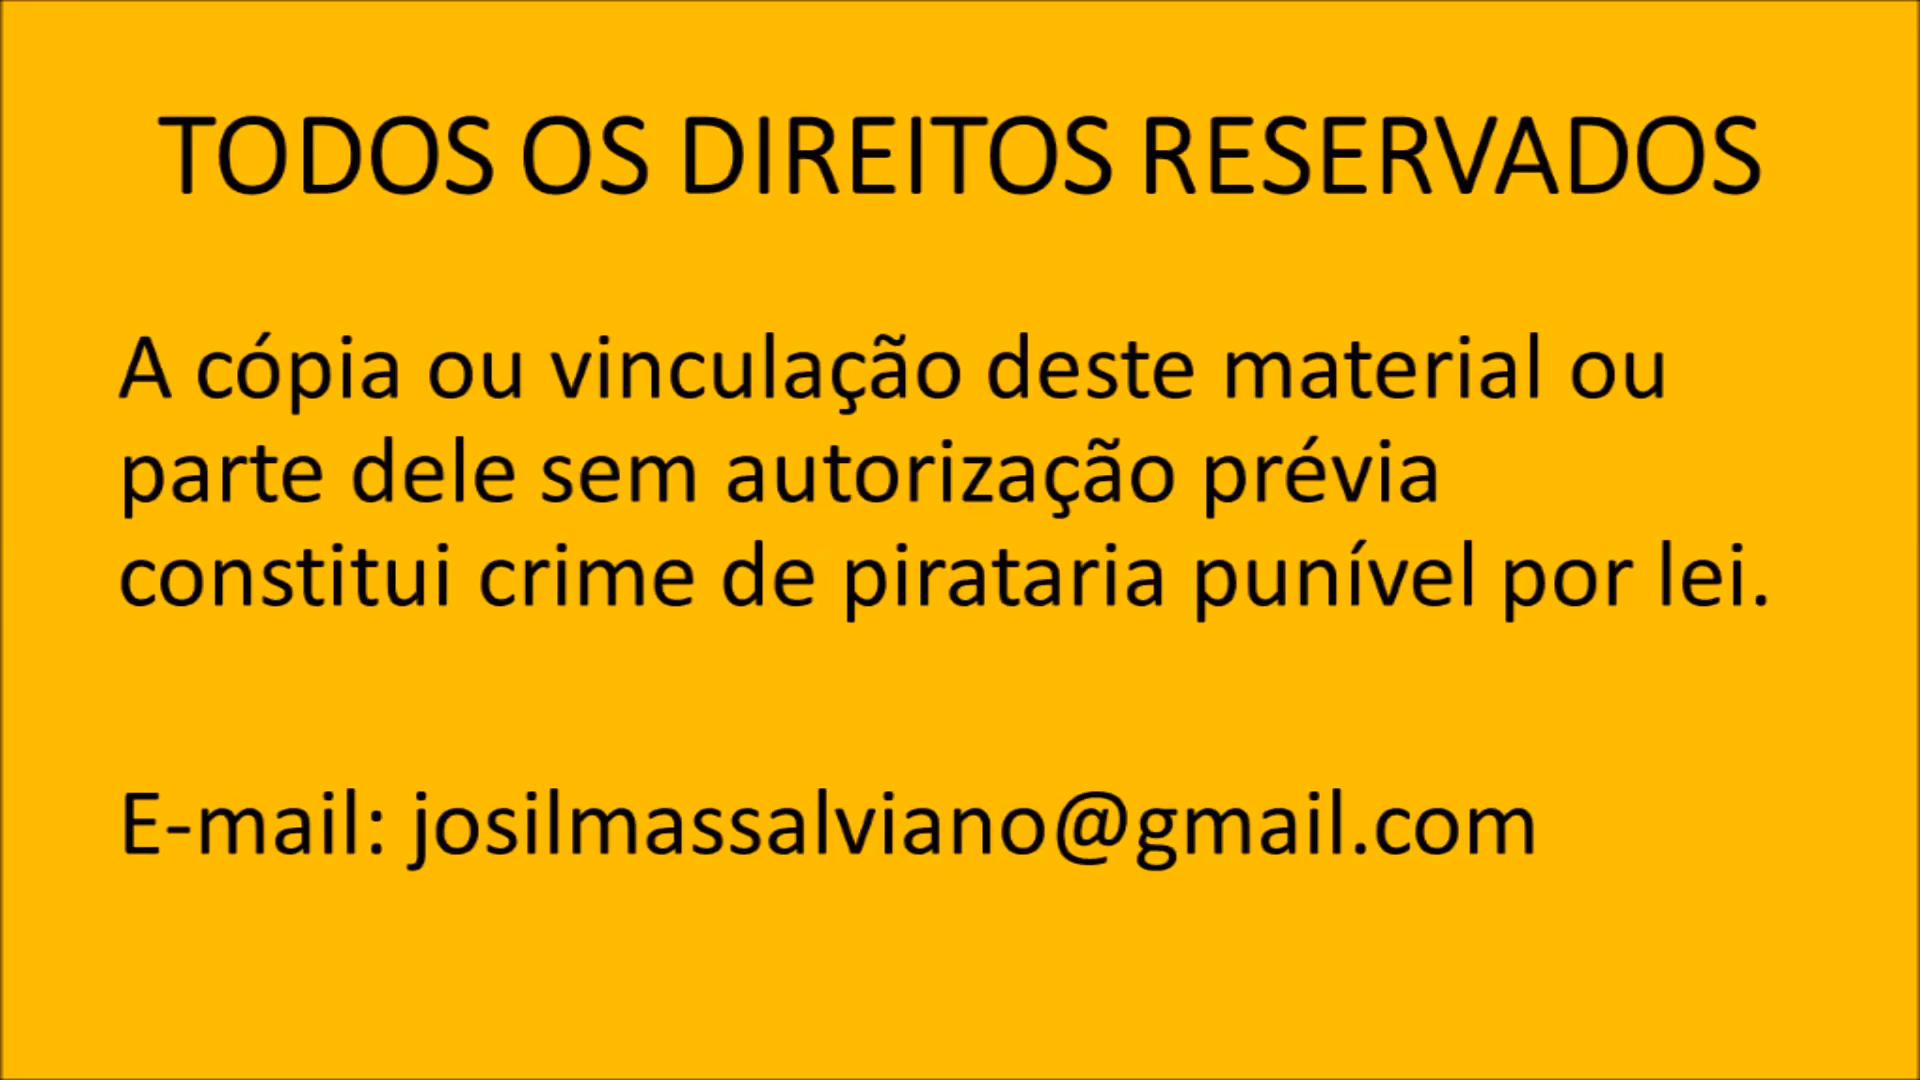 TODOS OS DIREITOS RESERVADOS
A cópia ou vinculação deste material ou
parte dele sem autorização prévia
constitui crime de pirataria punível por lei.
E-mail: josilmassalviano@gmail.com